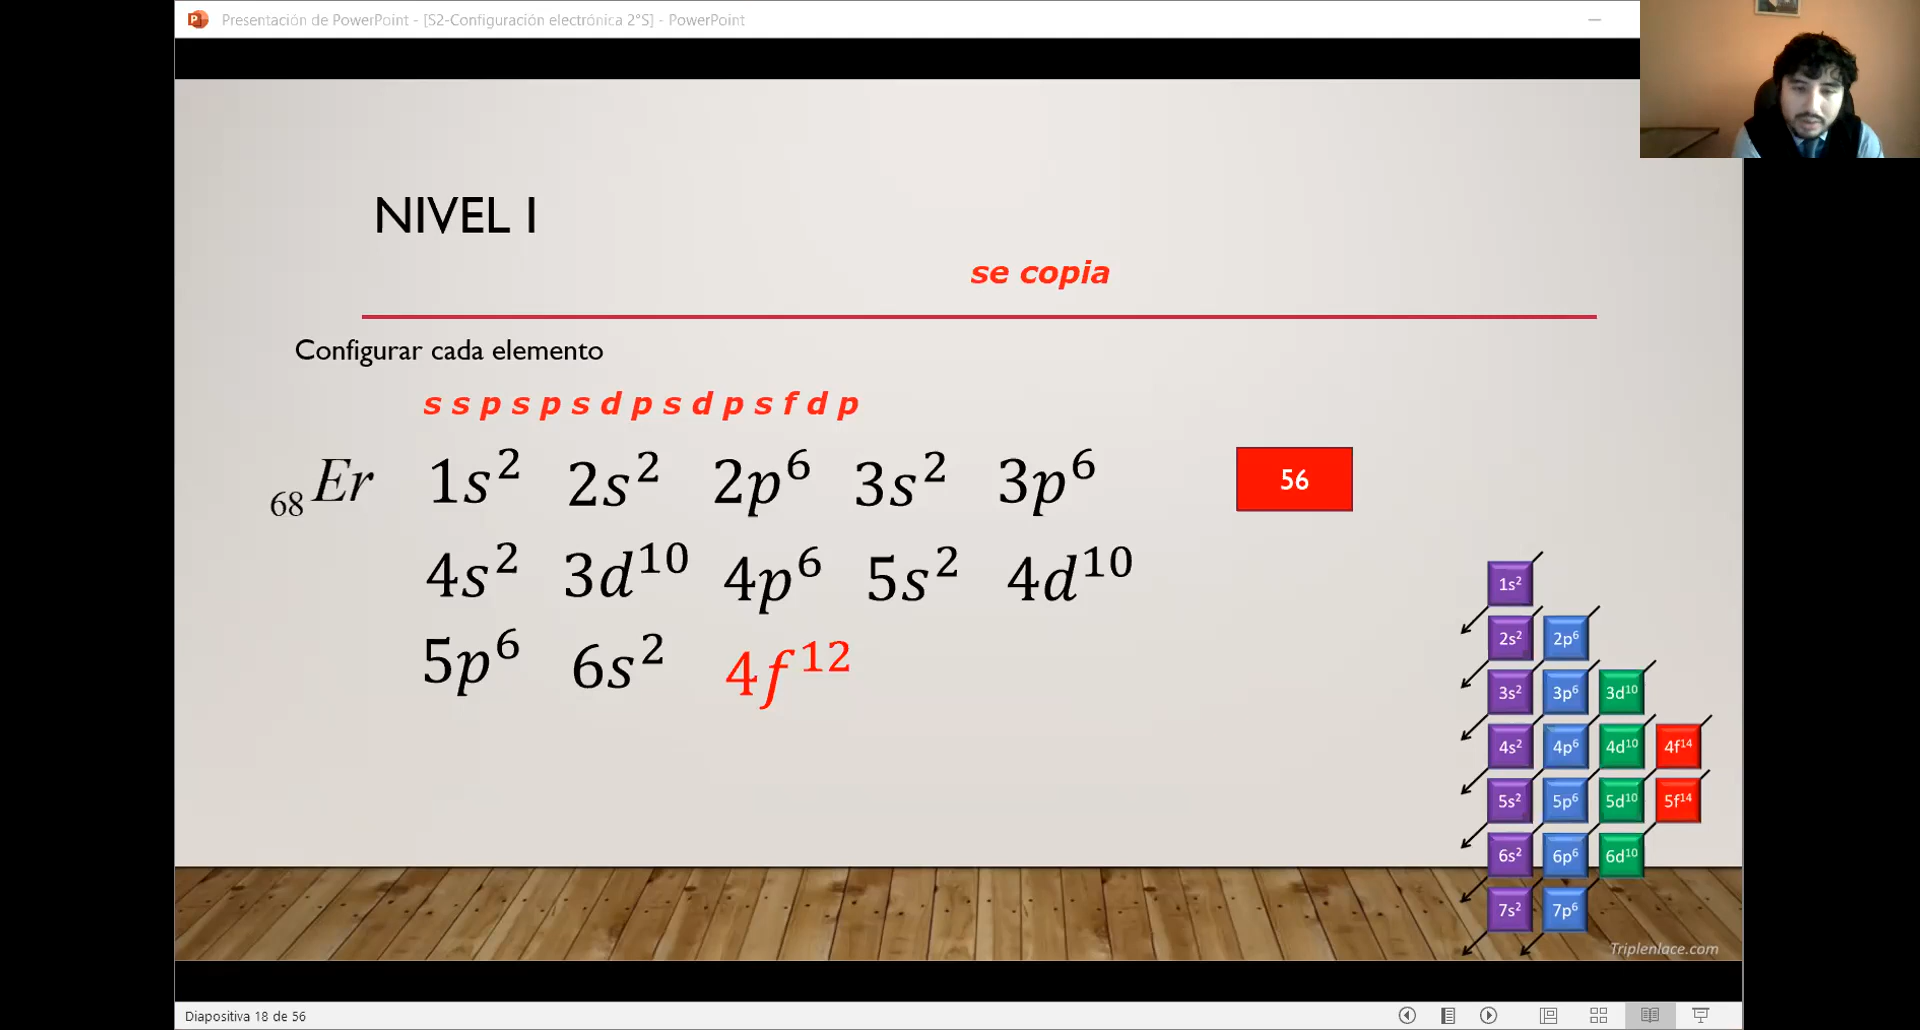 Presentación de PowerPoint - [S2-Configuración electrónica 2°S] - PowerPoint
NIVEL I
se copia
Configurar cada elemento
s s p s p s d p s d p s f d p
₆₈Er 1s² 2s² 2p⁶ 3s² 3p⁶
56
4s² 3d¹⁰ 4p⁶ 5s² 4d¹⁰
5p⁶ 6s² 4f¹²
1s²
2s² 2p⁶
3s² 3p⁶ 3d¹⁰
4s² 4p⁶ 4d¹⁰ 4f¹⁴
5s² 5p⁶ 5d¹⁰ 5f¹⁴
6s² 6p⁶ 6d¹⁰
7s² 7p⁶
Triplenlace.com
Diapositiva 18 de 56